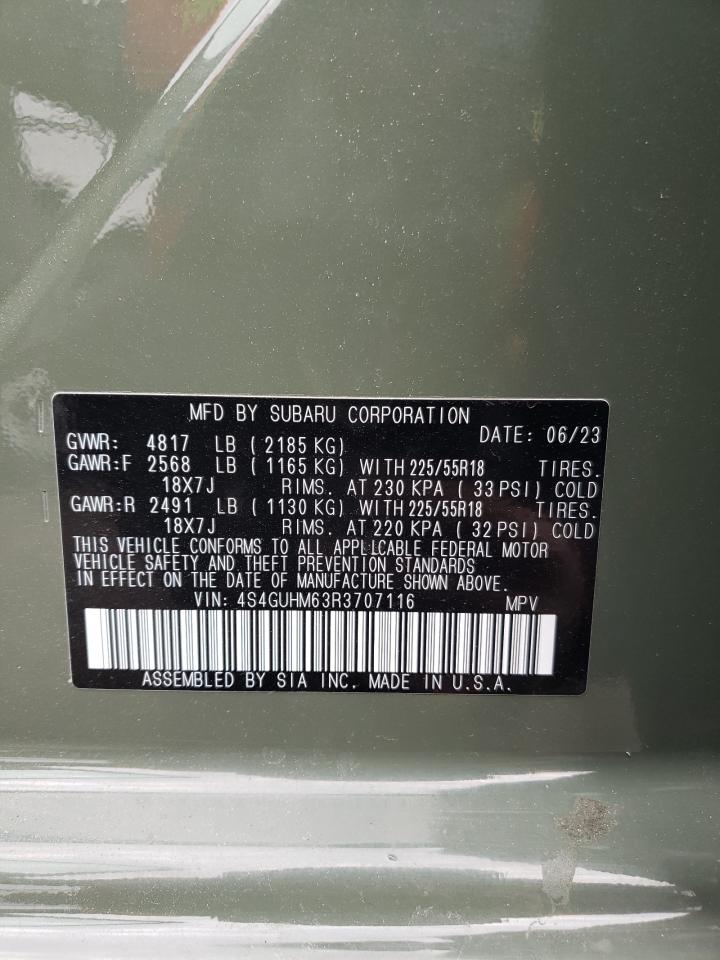 MFD BY SUBARU CORPORATION
DATE: 06/23
GVWR: 4817 LB ( 2185 KG)
GAWR:F 2568 LB ( 1165 KG) WITH 225/55R18 TIRES.
18X7J RIMS. AT 230 KPA ( 33 PSI) COLD
GAWR:R 2491 LB ( 1130 KG) WITH 225/55R18 TIRES.
18X7J RIMS. AT 220 KPA ( 32 PSI) COLD
THIS VEHICLE CONFORMS TO ALL APPLICABLE FEDERAL MOTOR
VEHICLE SAFETY AND THEFT PREVENTION STANDARDS
IN EFFECT ON THE DATE OF MANUFACTURE SHOWN ABOVE.
VIN: 4S4GUHM63R3707116 MPV
ASSEMBLED BY SIA INC. MADE IN U.S.A.